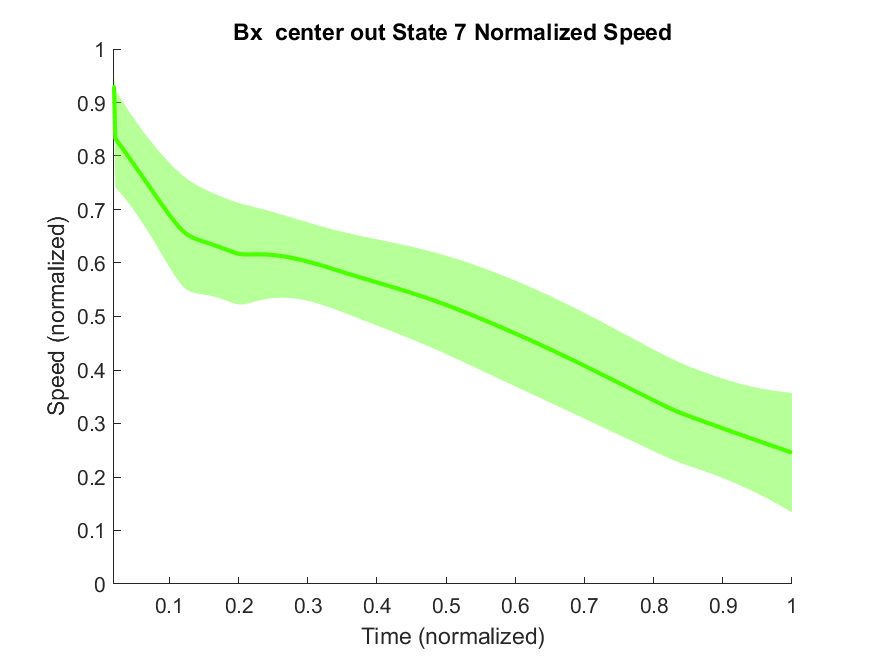 Bx  center out State 7 Normalized Speed
1
0.9
0.8
0.7
0.6
0.5
0.4
0.3
0.2
0.1
0
Speed (normalized)
0.1 0.2 0.3 0.4 0.5 0.6 0.7 0.8 0.9 1
Time (normalized)